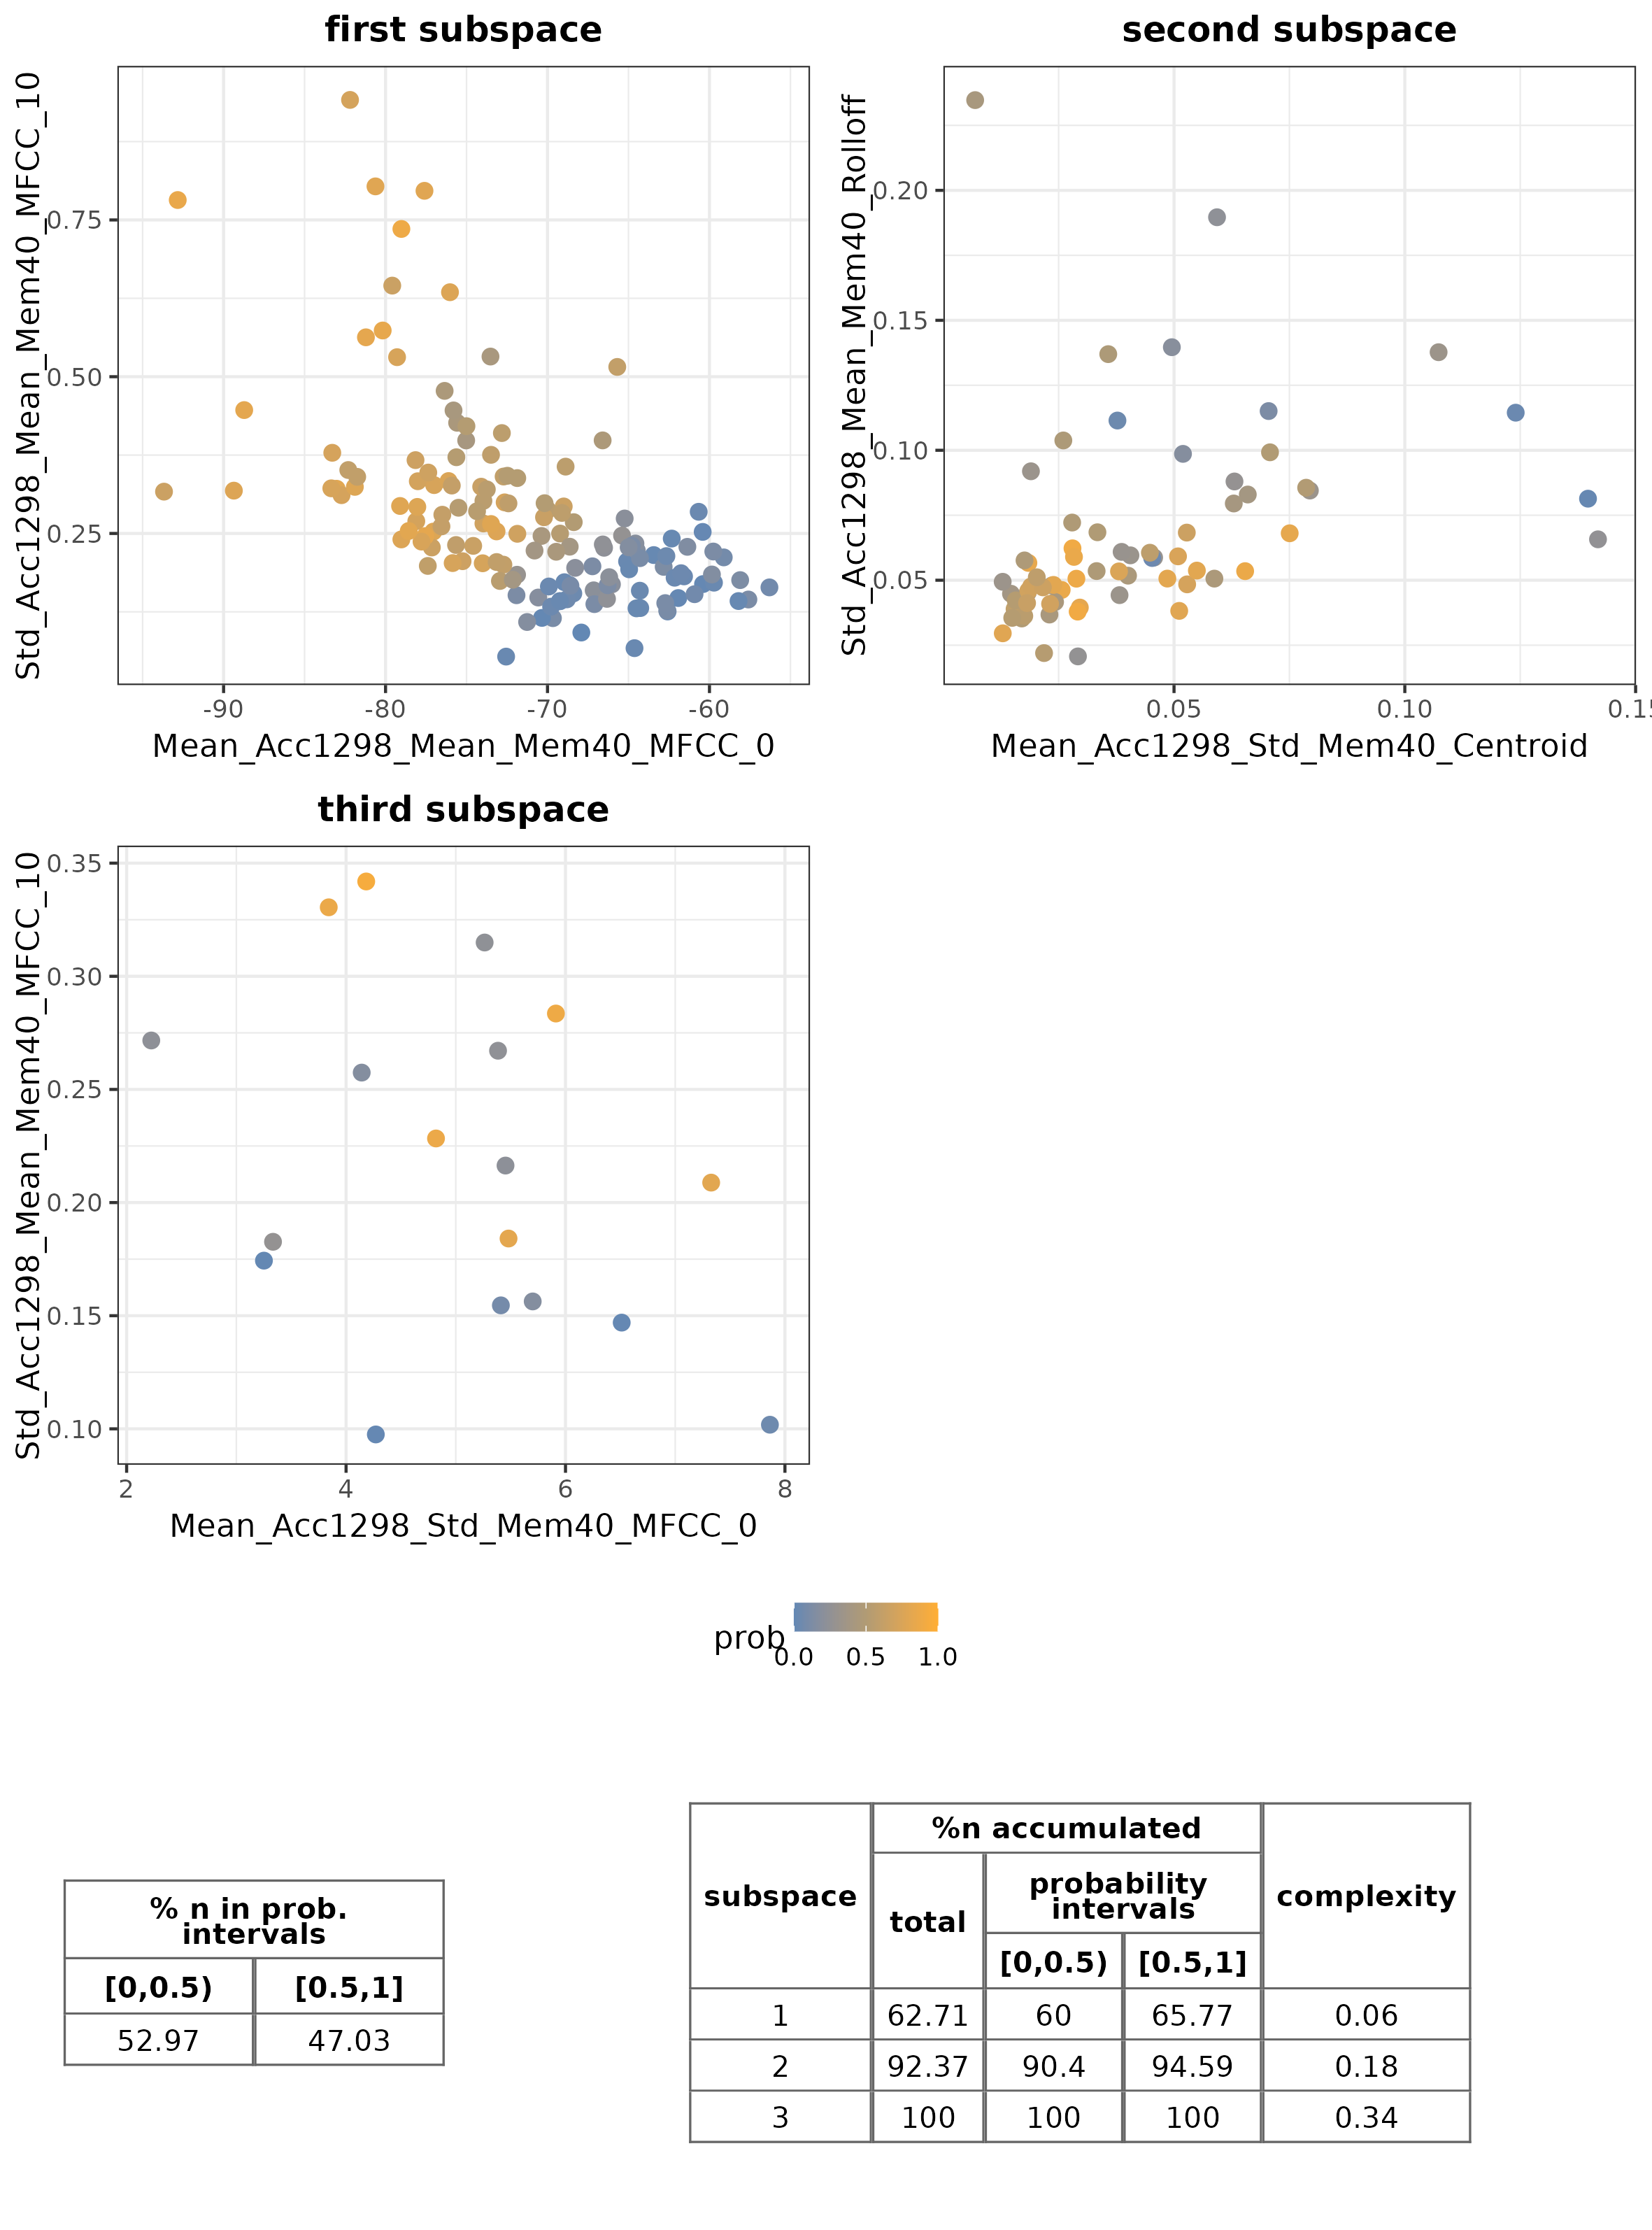 first subspace
Std_Acc1298_Mean_Mem40_MFCC_10
0.75
0.50
0.25
-90 -80 -70 -60
Mean_Acc1298_Mean_Mem40_MFCC_0
second subspace
Std_Acc1298_Mean_Mem40_Rolloff
0.20
0.15
0.10
0.05
0.05 0.10 0.15
Mean_Acc1298_Std_Mem40_Centroid
third subspace
Std_Acc1298_Mean_Mem40_MFCC_10
0.35
0.30
0.25
0.20
0.15
0.10
2 4 6 8
Mean_Acc1298_Std_Mem40_MFCC_0
prob
0.0 0.5 1.0
% n in prob.
intervals
[0,0.5) [0.5,1]
52.97 47.03
%n accumulated
subspace total probability
intervals complexity
[0,0.5) [0.5,1]
1 62.71 60 65.77 0.06
2 92.37 90.4 94.59 0.18
3 100 100 100 0.34